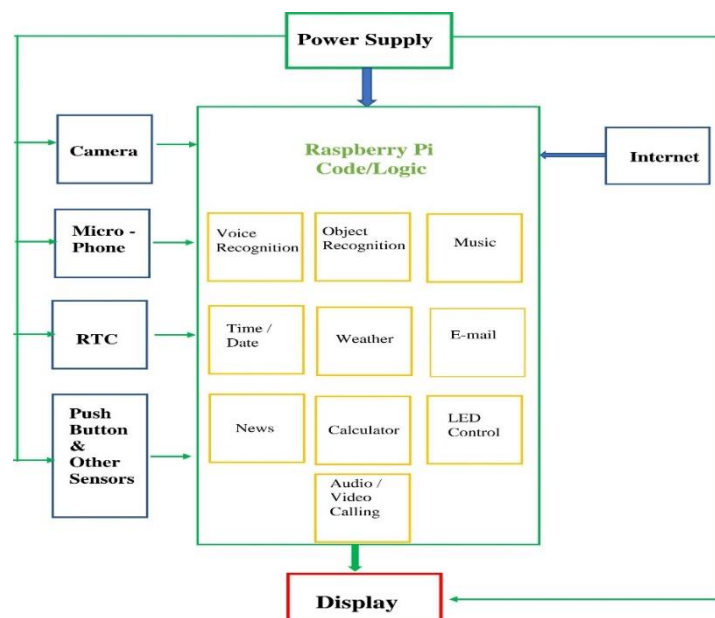 Power Supply
Camera
Raspberry Pi
Code/Logic
Internet
Micro -
Phone
Voice
Recognition
Object
Recognition
Music
RTC
Time /
Date
Weather
E-mail
Push
Button
&
Other
Sensors
News
Calculator
LED
Control
Audio /
Video
Calling
Display